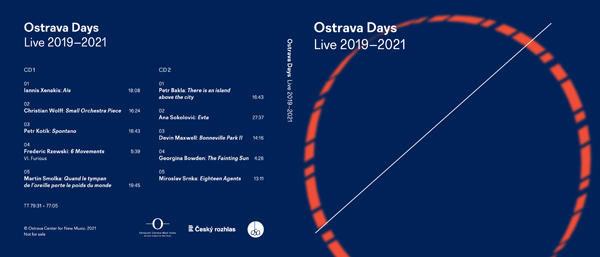 Ostrava Days
Live 2019–2021
CD 1
01
Iannis Xenakis: Ais 18:08
02
Christian Wolff: Small Orchestra Piece 16:24
03
Petr Kotík: Spontano 18:43
04
Frederic Rzewski: 6 Movements 5:39
VI. Furious
05
Martin Smolka: Quand le tympan
de l'oreille porte le poids du monde 19:45
TT 79:31 + 77:05
© Ostrava Center for New Music, 2021
Not for sale
CD 2
01
Petr Bakla: There is an island
above the city 16:43
02
Ana Sokolović: Evta 27:37
03
Devin Maxwell: Bonneville Park II 14:16
04
Georgina Bowden: The Fainting Sun 4:28
05
Miroslav Srnka: Eighteen Agents 13:11
Český rozhlas
Ostrava Days Live 2019–2021
Ostrava Days
Live 2019–2021